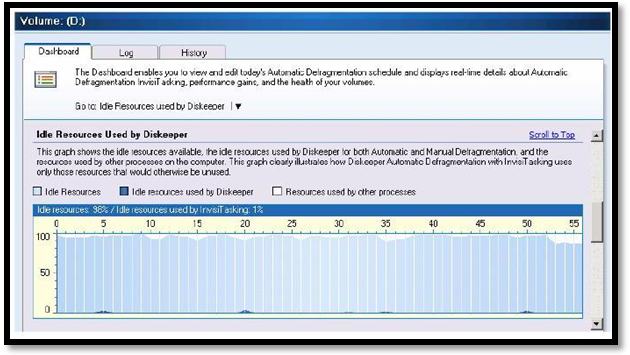 Volume: (D:)
Dashboard Log History
The Dashboard enables you to view and edit today's Automatic Defragmentation schedule and displays real-time details about Automatic
Defragmentation InvisiTasking, performance gains, and the health of your volumes.
Go to: Idle Resources used by Diskeeper
Idle Resources Used by Diskeeper Scroll to Top
This graph shows the idle resources available, the idle resources used by Diskeeper for both Automatic and Manual Defragmentation, and the
resources used by other processes on the computer. This graph clearly illustrates how Diskeeper Automatic Defragmentation with InvisiTasking uses
only those resources that would otherwise be unused.
Idle Resources Idle resources used by Diskeeper Resources used by other processes
Idle resources: 98% / Idle resources used by InvisiTasking: 1%
0 5 10 15 20 25 30 35 40 45 50 55
100
50
0